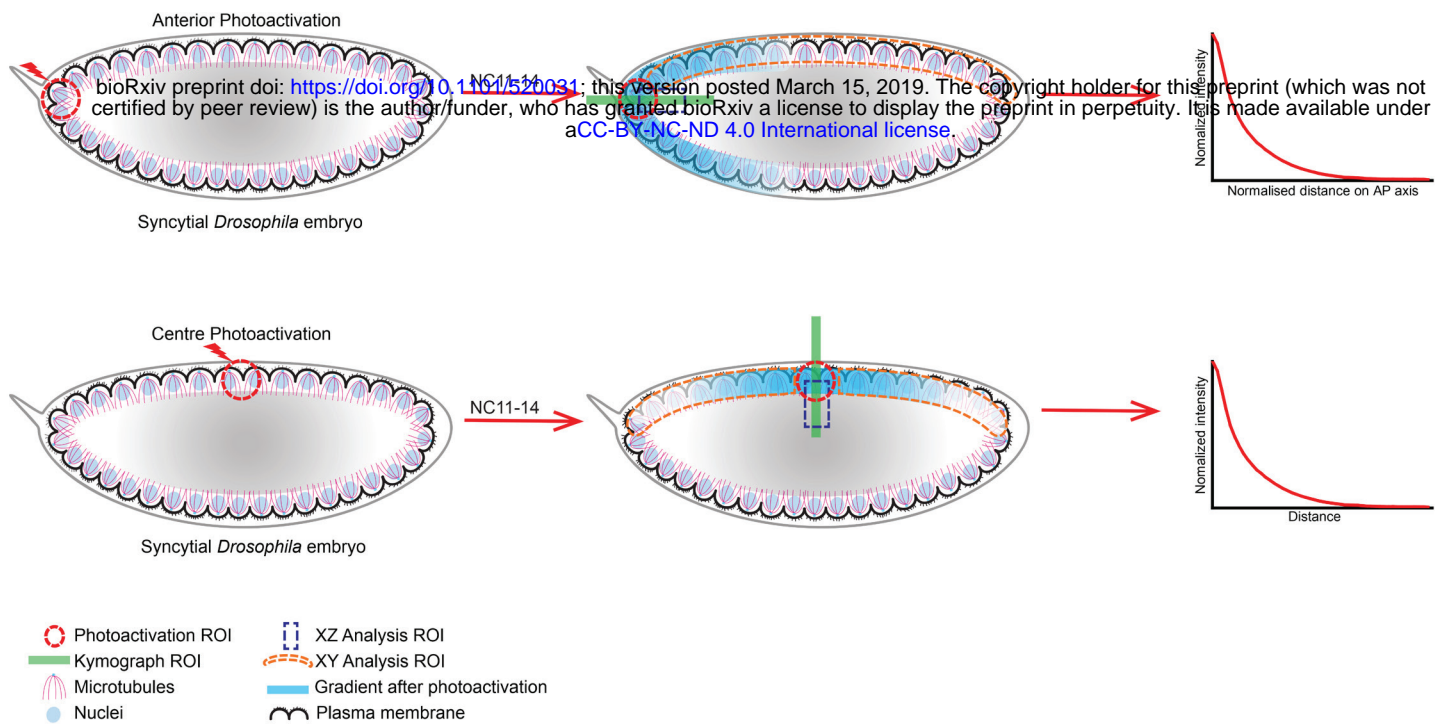 Anterior Photoactivation
NC11-14
bioRxiv preprint doi: https://doi.org/10.1101/520031; this version posted March 15, 2019. The copyright holder for this preprint (which was not
certified by peer review) is the author/funder, who has granted bioRxiv a license to display the preprint in perpetuity. It is made available under
aCC-BY-NC-ND 4.0 International license.
Nomalized intensity
Normalised distance on AP axis
Syncytial Drosophila embryo
Centre Photoactivation
NC11-14
Normalized intensity
Distance
Syncytial Drosophila embryo
Photoactivation ROI
XZ Analysis ROI
Kymograph ROI
XY Analysis ROI
Microtubules
Gradient after photoactivation
Nuclei
Plasma membrane